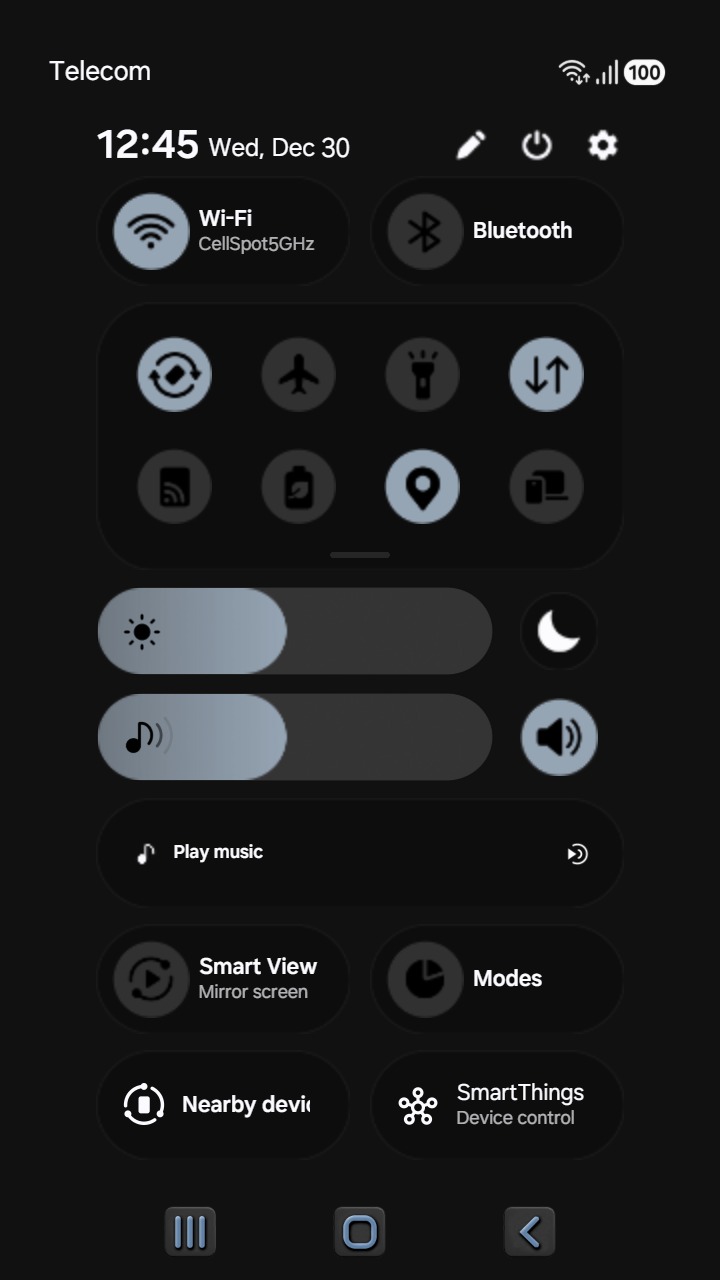 Telecom
100
12:45 Wed, Dec 30
Wi-Fi
CellSpot5GHz
Bluetooth
Play music
Smart View
Mirror screen
Modes
Nearby devi
SmartThings
Device control